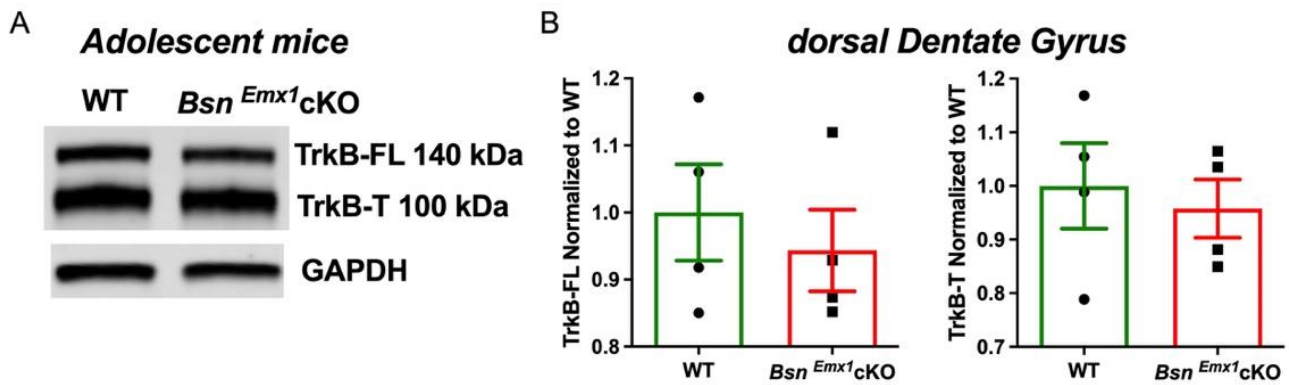 A
Adolescent mice
WT Bsn Emx1cKO
TrkB-FL 140 kDa
TrkB-T 100 kDa
GAPDH
B
dorsal Dentate Gyrus
TrkB-FL Normalized to WT
1.2
1.1
1.0
0.9
0.8
WT Bsn Emx1cKO
TrkB-T Normalized to WT
1.2
1.1
1.0
0.9
0.8
0.7
WT Bsn Emx1cKO